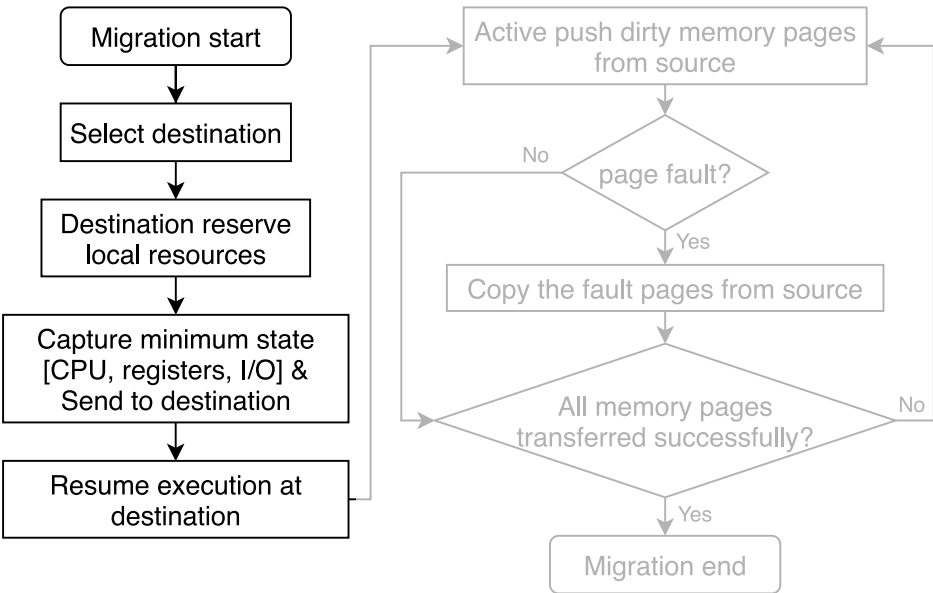 Migration start
Select destination
Destination reserve
local resources
Capture minimum state
[CPU, registers, I/O] &
Send to destination
Resume execution at
destination
Active push dirty memory pages
from source
No
page fault?
Yes
Copy the fault pages from source
All memory pages
transferred successfully?
No
Yes
Migration end